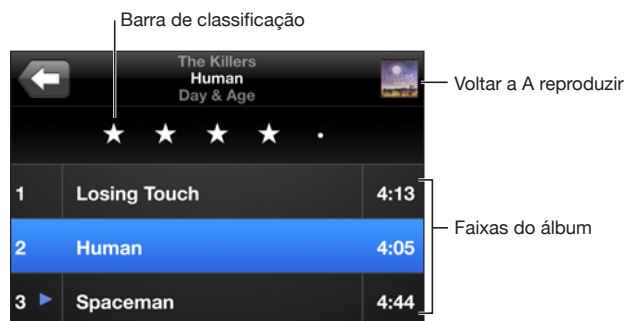 Barra de classificação
The Killers
Human
Day & Age
Voltar a A reproduzir
1 Losing Touch 4:13
2 Human 4:05
Faixas do álbum
3 Spaceman 4:44